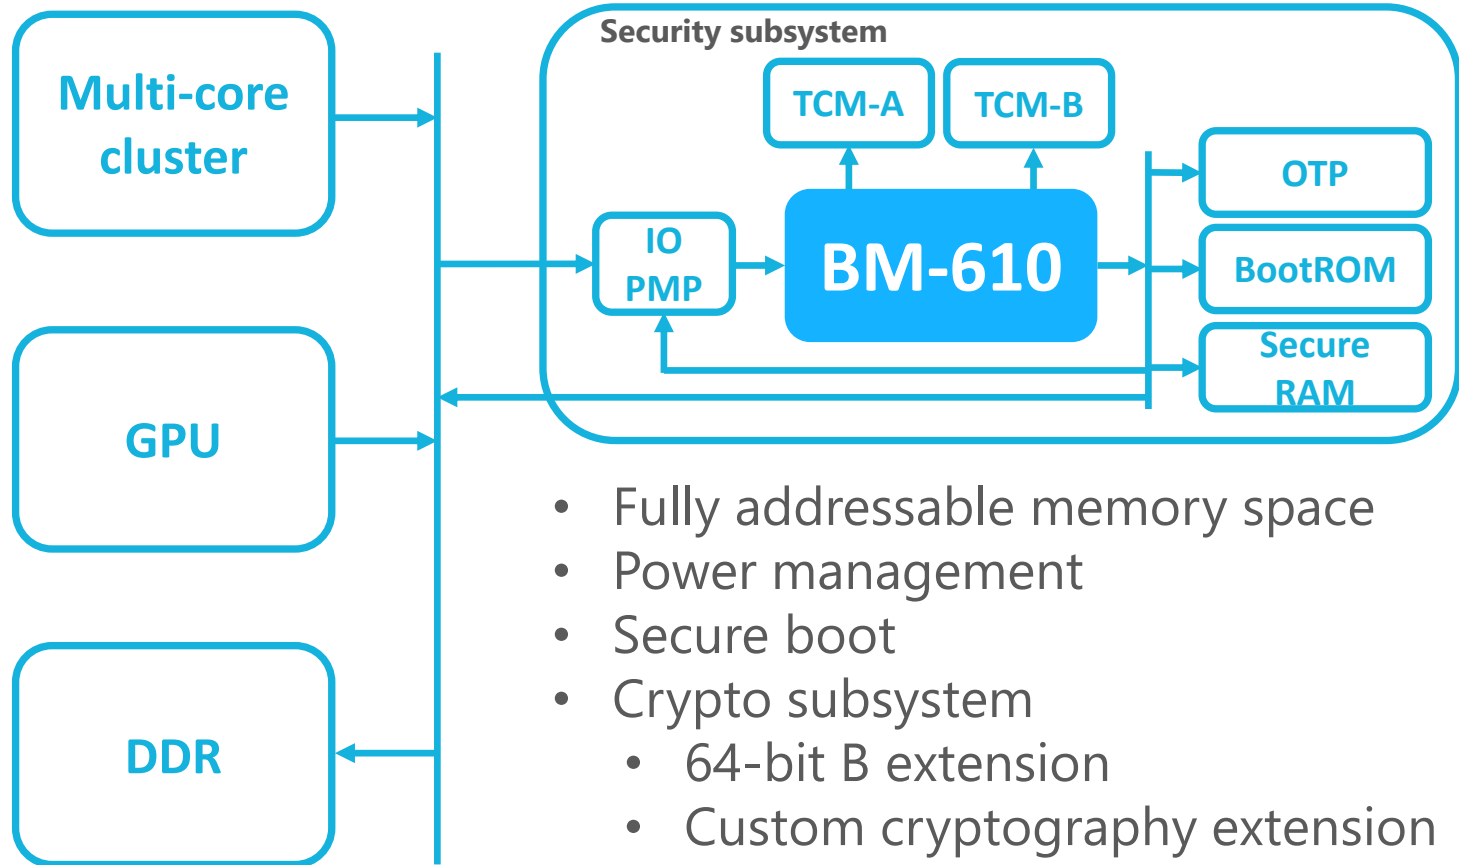 Security subsystem
Multi-core
cluster
TCM-A
TCM-B
OTP
IO
PMP
BM-610
BootROM
Secure
RAM
GPU
DDR
• Fully addressable memory space
• Power management
• Secure boot
• Crypto subsystem
• 64-bit B extension
• Custom cryptography extension